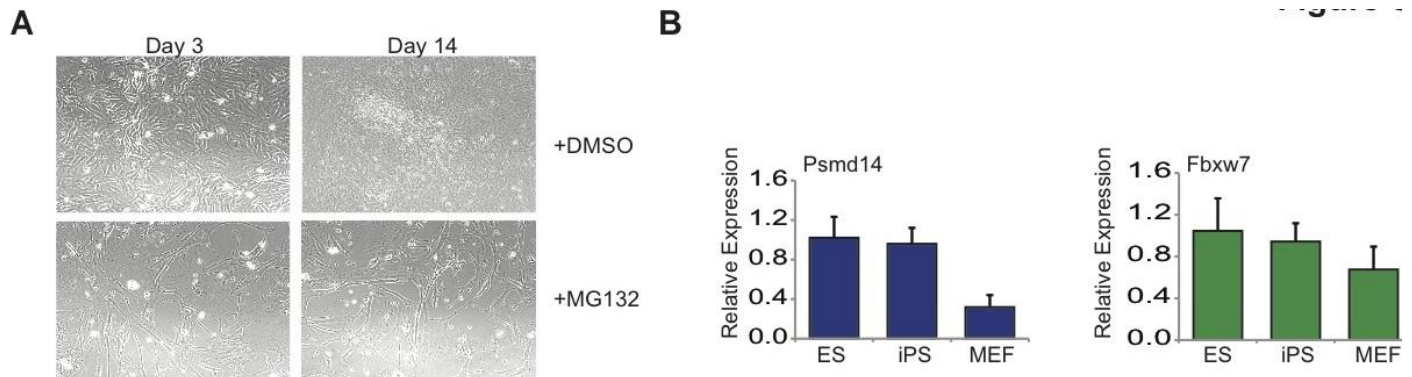 A
B
Day 3
Day 14
+DMSO
+MG132
Psmd14
Relative Expression
1.6
1.2
0.8
0.4
0.0
ES
iPS
MEF
Fbxw7
Relative Expression
1.6
1.2
0.8
0.4
0.0
ES
iPS
MEF